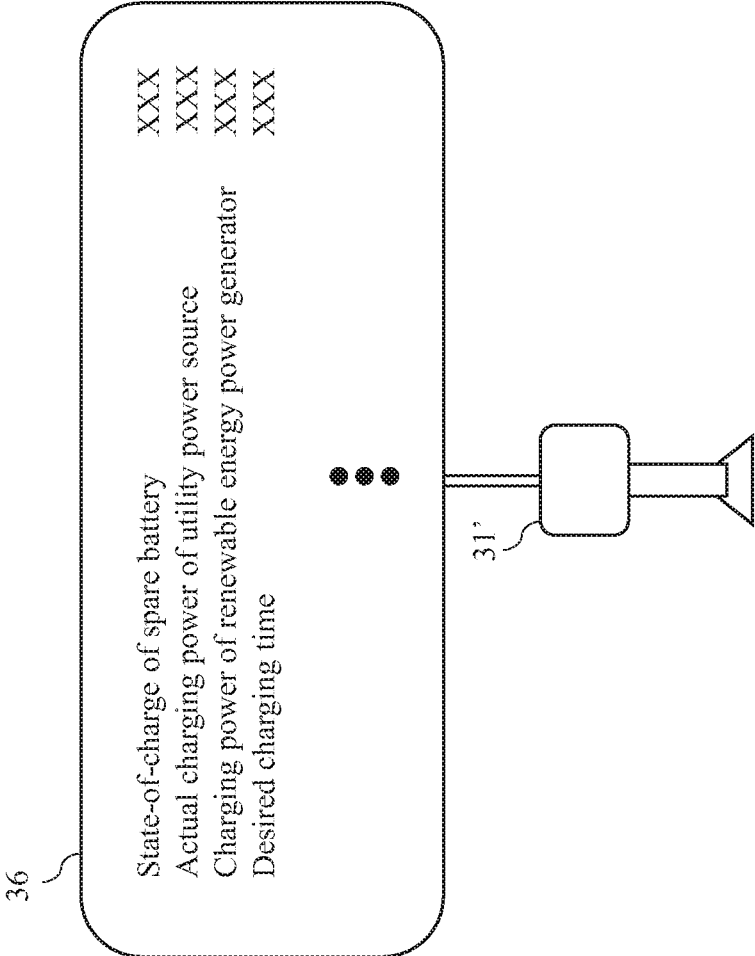 36
State-of-charge of spare battery XXX
Actual charging power of utility power source XXX
Charging power of renewable energy power generator XXX
Desired charging time XXX
31’